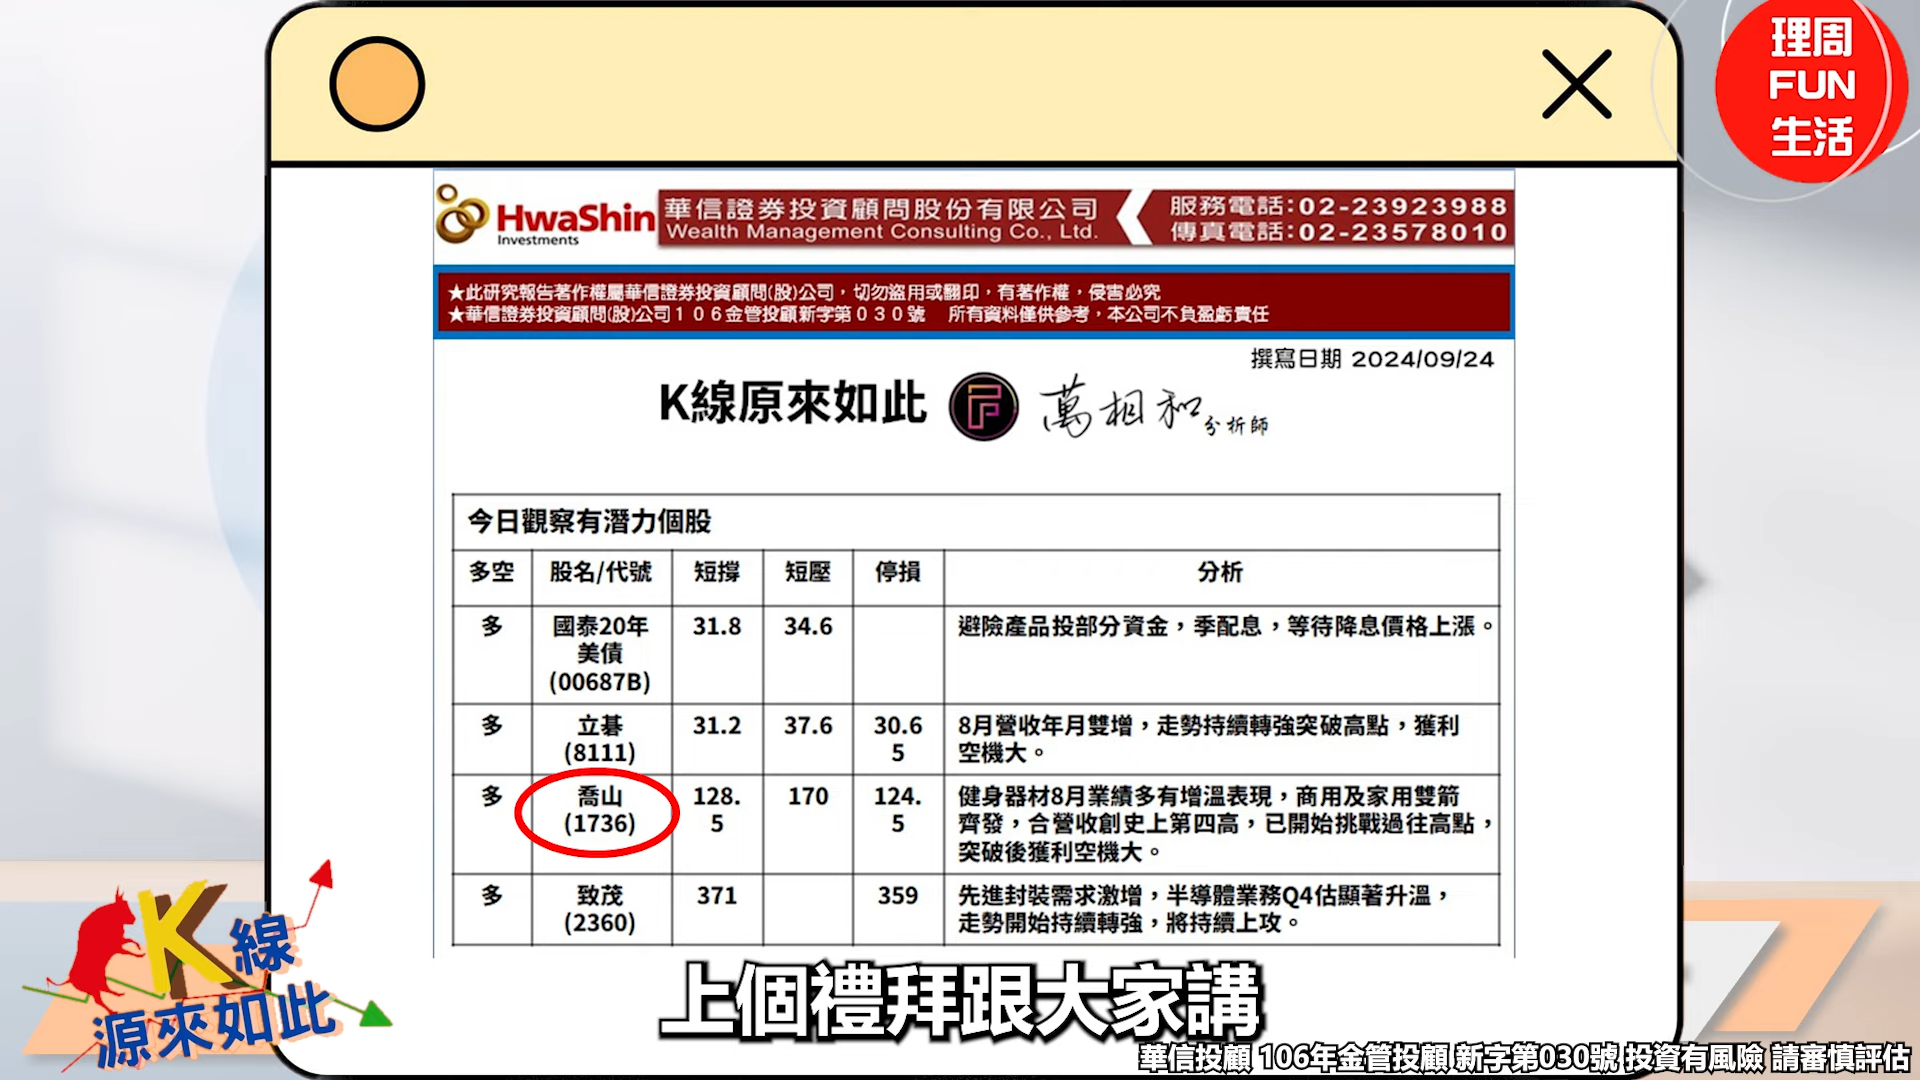 理周
FUN
生活
HwaShin
Investments
華信證券投資顧問股份有限公司
Wealth Management Consulting Co., Ltd.
服務電話:02-23923988
傳真電話:02-23578010
★此研究報告著作權屬華信證券投資顧問(股)公司，切勿盜用或翻印，有著作權，侵害必究
★華信證券投資顧問(股)公司１０６金管投顧新字第０３０號　所有資料僅供參考，本公司不負盈虧責任
撰寫日期 2024/09/24
K線原來如此 萬相和分析師
今日觀察有潛力個股
多空 股名/代號 短撐 短壓 停損 分析
多 國泰20年 31.8 34.6 避險產品投部分資金，季配息，等待降息價格上漲。
美債
(00687B)
多 立碁 31.2 37.6 30.6 8月營收年月雙增，走勢持續轉強突破高點，獲利
(8111) 5 空機大。
多 喬山 128. 170 124. 健身器材8月業績多有增溫表現，商用及家用雙箭
(1736) 5 5 齊發，合營收創史上第四高，已開始挑戰過往高點，
突破後獲利空機大。
多 致茂 371 359 先進封裝需求激增，半導體業務Q4估顯著升溫，
(2360) 走勢開始持續轉強，將持續上攻。
K線
源來如此
上個禮拜跟大家講
華信投顧 106年金管投顧 新字第030號 投資有風險 請審慎評估